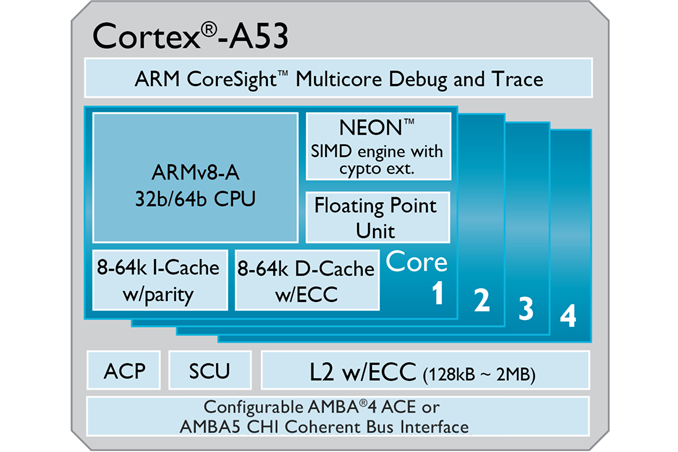 Cortex®-A53
ARM CoreSight™ Multicore Debug and Trace
ARMv8-A
32b/64b CPU
NEON™
SIMD engine with
cypto ext.
Floating Point
Unit
8-64k I-Cache
w/parity
8-64k D-Cache
w/ECC
Core
1
2
3
4
ACP
SCU
L2 w/ECC (128kB ~ 2MB)
Configurable AMBA®4 ACE or
AMBA5 CHI Coherent Bus Interface